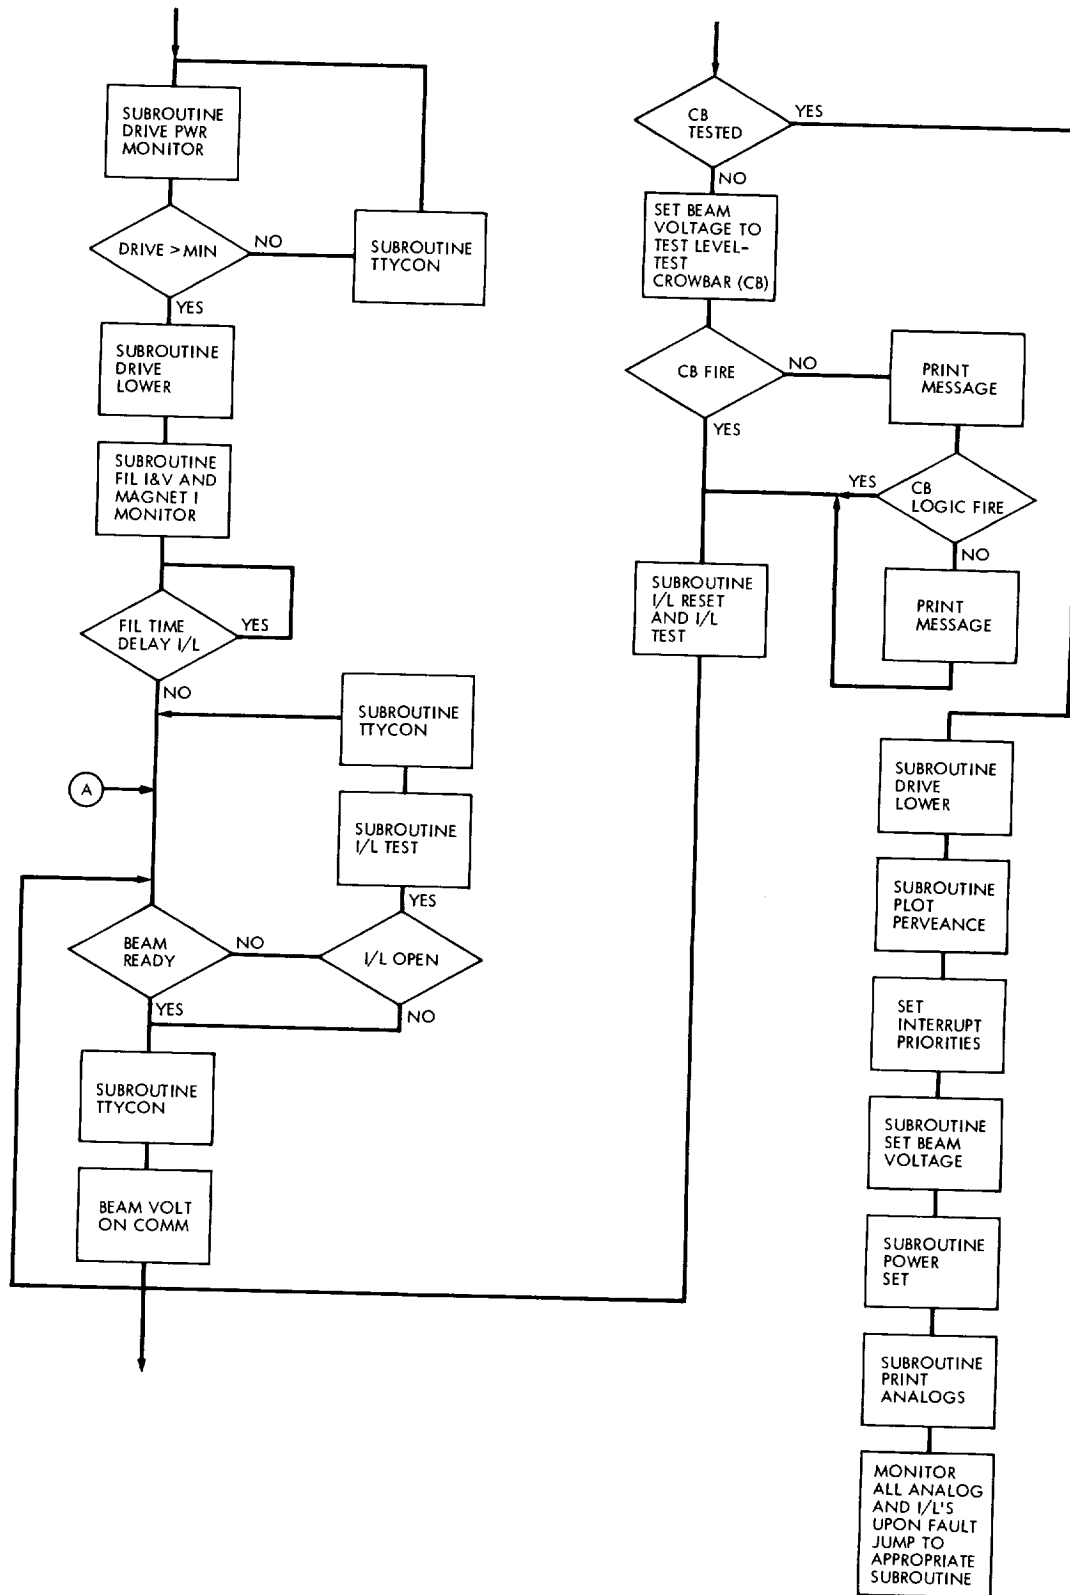 SUBROUTINE
DRIVE PWR
MONITOR
DRIVE > MIN
NO
SUBROUTINE
TTYCON
YES
SUBROUTINE
DRIVE
LOWER
SUBROUTINE
FIL I&V AND
MAGNET I
MONITOR
FIL TIME
DELAY I/L
YES
NO
SUBROUTINE
TTYCON
A
SUBROUTINE
I/L TEST
YES
BEAM
READY
NO
I/L OPEN
YES
NO
SUBROUTINE
TTYCON
BEAM VOLT
ON COMM
CB
TESTED
YES
NO
SET BEAM
VOLTAGE TO
TEST LEVEL-
TEST
CROWBAR (CB)
CB FIRE
NO
PRINT
MESSAGE
YES
YES
CB
LOGIC FIRE
NO
SUBROUTINE
I/L RESET
AND I/L
TEST
PRINT
MESSAGE
SUBROUTINE
DRIVE
LOWER
SUBROUTINE
PLOT
PERVEANCE
SET
INTERRUPT
PRIORITIES
SUBROUTINE
SET BEAM
VOLTAGE
SUBROUTINE
POWER
SET
SUBROUTINE
PRINT
ANALOGS
MONITOR
ALL ANALOG
AND I/L'S
UPON FAULT
JUMP TO
APPROPRIATE
SUBROUTINE